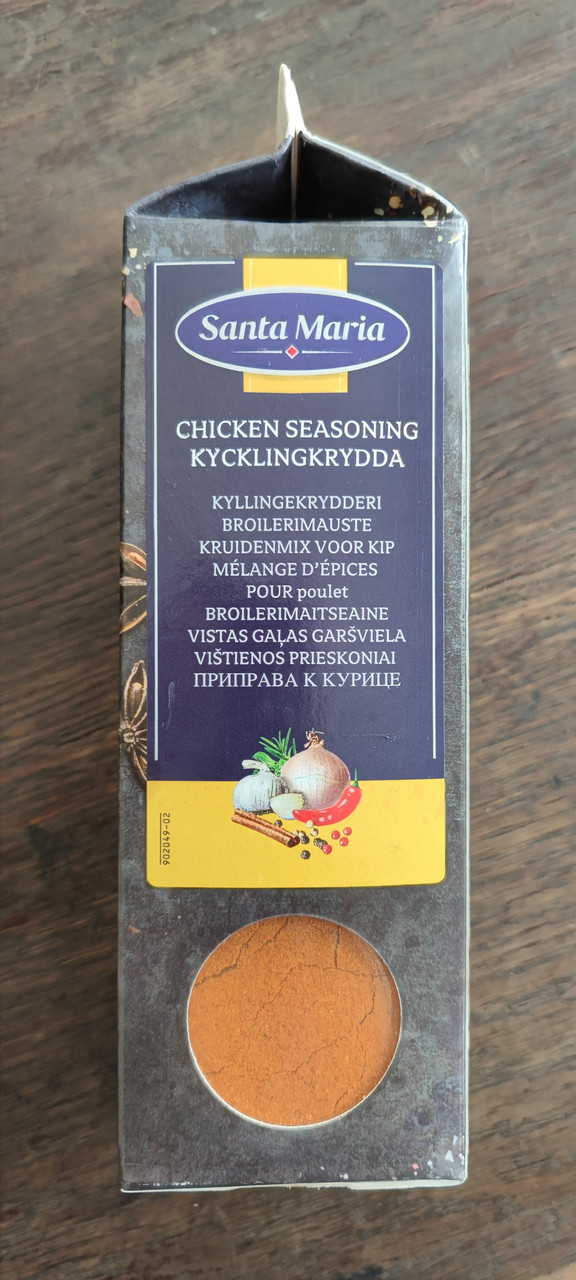 Santa Maria
CHICKEN SEASONING
KYCKLINGKRYDDA
KYLLINGEKRYDDERI
BROILERIMAUSTE
KRUIDENMIX VOOR KIP
MÉLANGE D'ÉPICES
POUR poulet
BROILERIMAITSEAINE
VISTAS GAĻAS GARŠVIELA
VIŠTIENOS PRIESKONIAI
ПРИПРАВА К КУРИЦЕ
902049-02